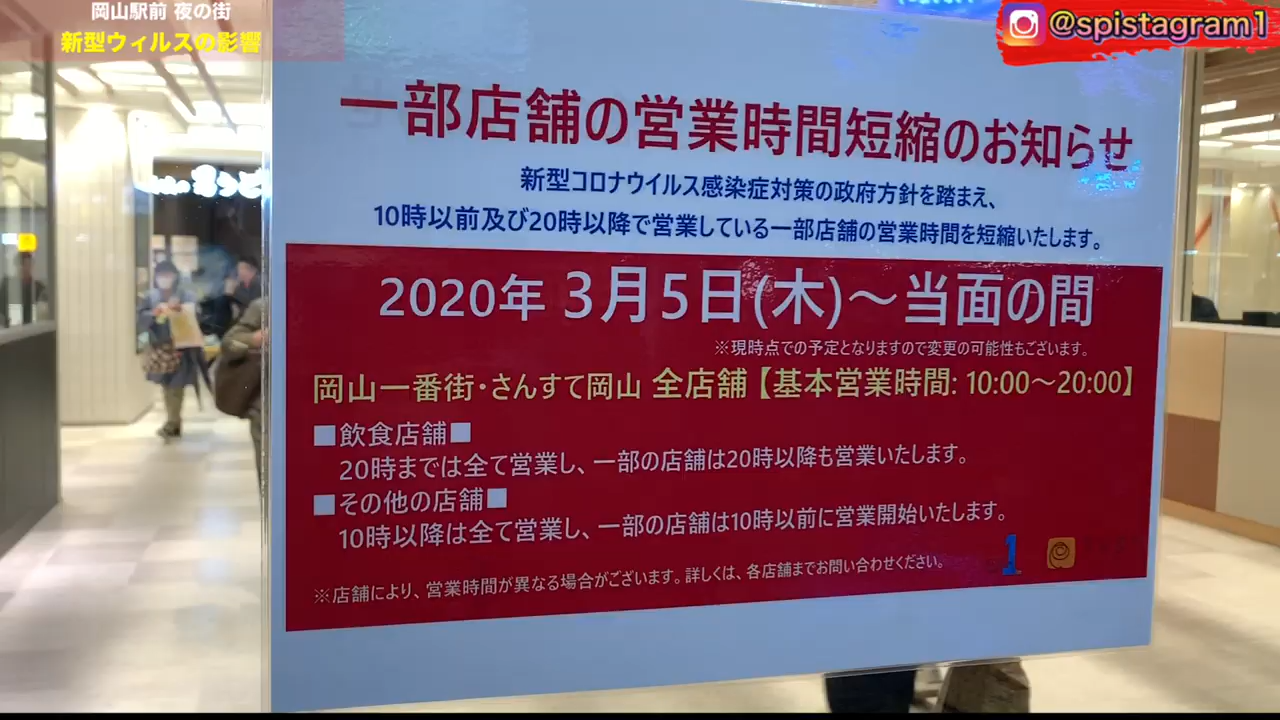 岡山駅前 夜の街
新型ウィルスの影響
@spistagram1
一部店舗の営業時間短縮のお知らせ
新型コロナウイルス感染症対策の政府方針を踏まえ、
10時以前及び20時以降で営業している一部店舗の営業時間を短縮いたします。
2020年 3月5日(木)～当面の間
※現時点での予定となりますので変更の可能性もございます。
岡山一番街・さんすて岡山 全店舗【基本営業時間: 10:00～20:00】
■飲食店舗■
20時までは全て営業し、一部の店舗は20時以降も営業いたします。
■その他の店舗■
10時以降は全て営業し、一部の店舗は10時以前に営業開始いたします。
※店舗により、営業時間が異なる場合がございます。詳しくは、各店舗までお問い合わせください。
1